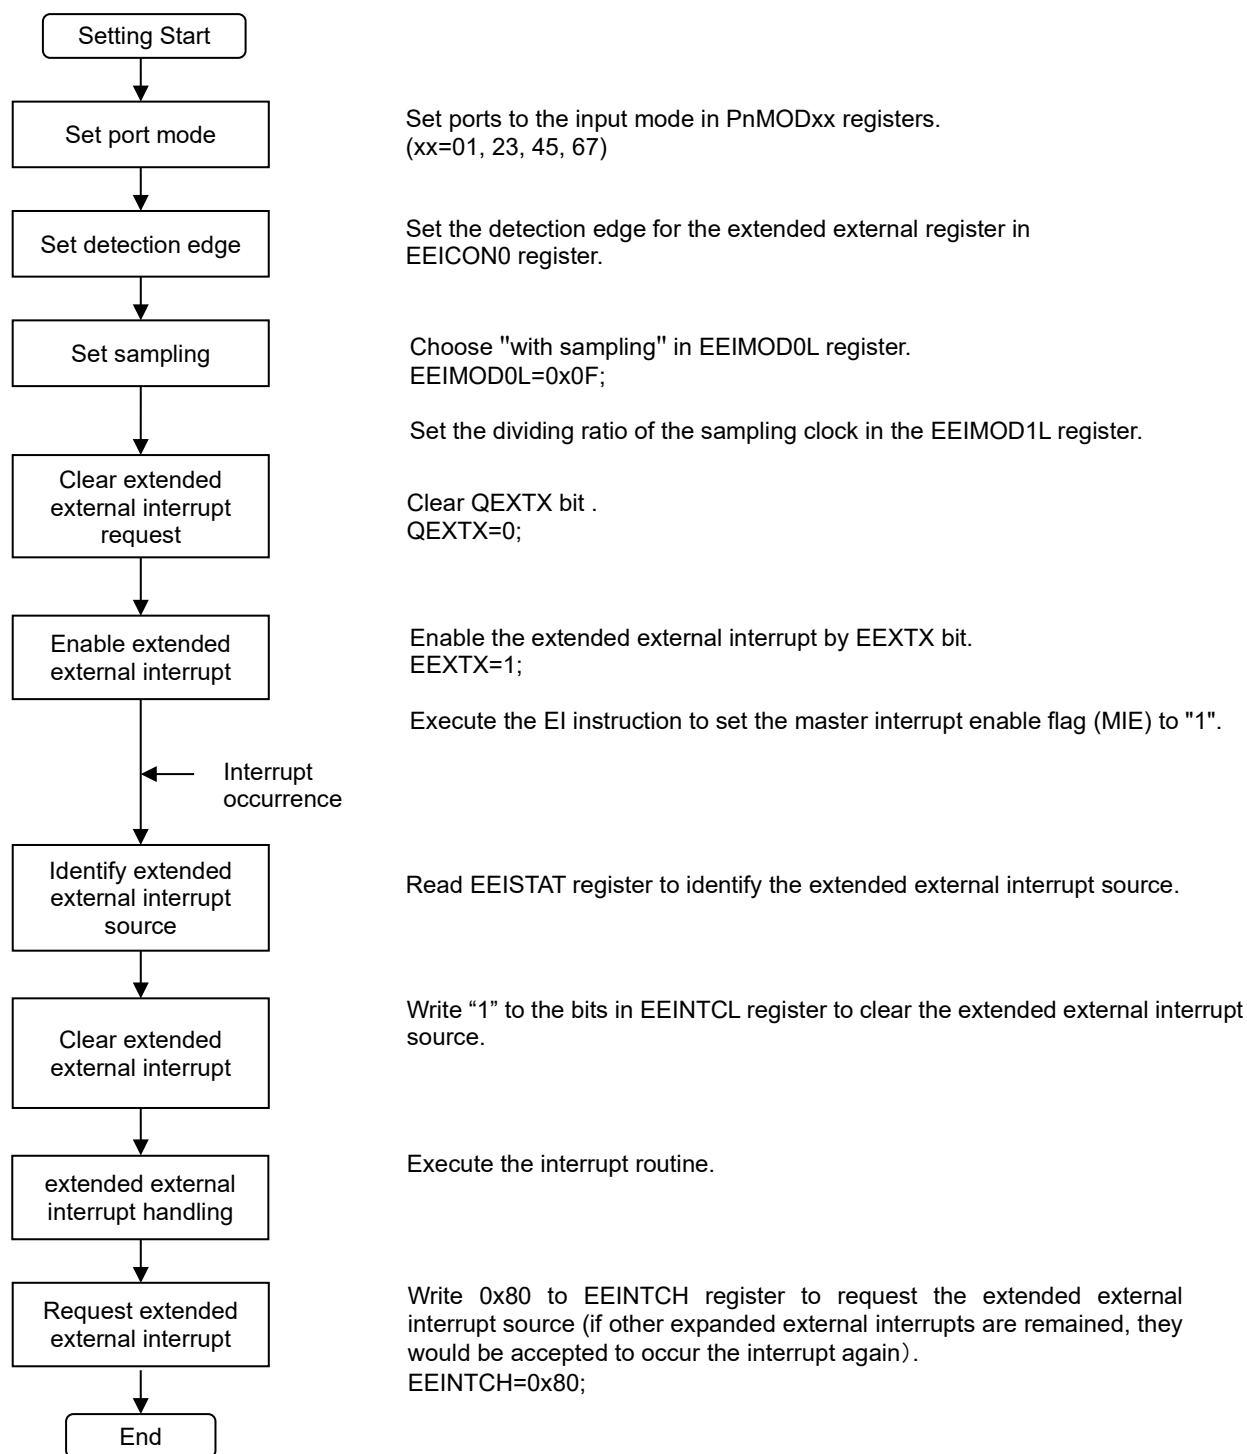 Setting Start
Set port mode
Set ports to the input mode in PnMODxx registers.
(xx=01, 23, 45, 67)
Set detection edge
Set the detection edge for the extended external register in
EEICON0 register.
Set sampling
Choose "with sampling" in EEIMOD0L register.
EEIMOD0L=0x0F;
Set the dividing ratio of the sampling clock in the EEIMOD1L register.
Clear extended
external interrupt
request
Clear QEXTX bit .
QEXTX=0;
Enable extended
external interrupt
Enable the extended external interrupt by EEXTX bit.
EEXTX=1;
Execute the EI instruction to set the master interrupt enable flag (MIE) to "1".
Interrupt
occurrence
Identify extended
external interrupt
source
Read EEISTAT register to identify the extended external interrupt source.
Clear extended
external interrupt
Write “1” to the bits in EEINTCL register to clear the extended external interrupt
source.
extended external
interrupt handling
Execute the interrupt routine.
Request extended
external interrupt
Write 0x80 to EEINTCH register to request the extended external
interrupt source (if other expanded external interrupts are remained, they
would be accepted to occur the interrupt again）.
EEINTCH=0x80;
End